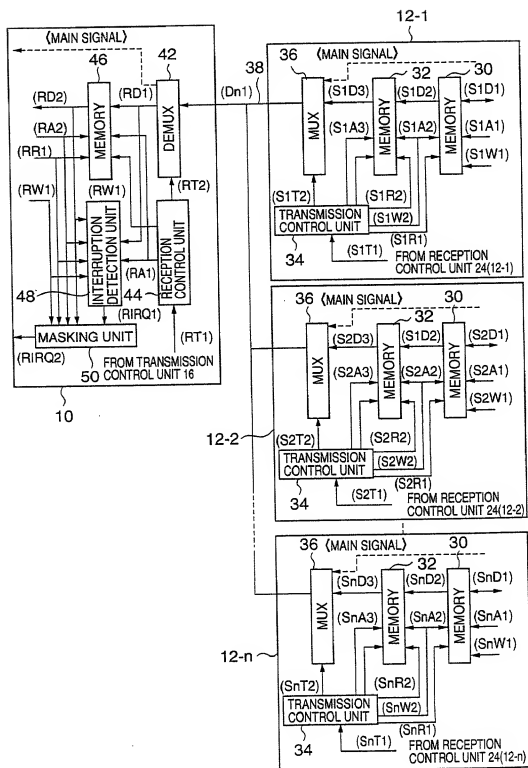 12-1
⟨MAIN SIGNAL⟩
46
42
(RD2)
(RD1)
(RA2)
(RR1)
MEMORY
DEMUX
(RT2)
(RW1)
(RW1)
INTERRUPTION
DETECTION UNIT
RECEPTION
CONTROL UNIT
48
44
(RA1)
(RIRQ1)
MASKING UNIT
(RIRQ2)
50
(RT1)
FROM TRANSMISSION
CONTROL UNIT 16
10
(Dn1)
38
36
⟨MAIN SIGNAL⟩
32
30
(S1D3)
(S1D2)
(S1D1)
MUX
MEMORY
MEMORY
(S1A3)
(S1A2)
(S1A1)
(S1W1)
(S1T2)
(S1R2)
(S1W2)
TRANSMISSION
CONTROL UNIT
(S1R1)
34
(S1T1)
FROM RECEPTION
CONTROL UNIT 24(12-1)
36
⟨MAIN SIGNAL⟩
32
30
(S2D3)
(S1D2)
(S2D1)
MUX
MEMORY
MEMORY
(S2A3)
(S2A2)
(S2A1)
(S2W1)
12-2
(S2T2)
(S2R2)
(S2W2)
TRANSMISSION
CONTROL UNIT
(S2R1)
34
(S2T1)
FROM RECEPTION
CONTROL UNIT 24(12-2)
36
⟨MAIN SIGNAL⟩
32
30
(SnD3)
(SnD2)
(SnD1)
MUX
MEMORY
MEMORY
(SnA3)
(SnA2)
(SnA1)
(SnW1)
12-n
(SnT2)
(SnR2)
(SnW2)
TRANSMISSION
CONTROL UNIT
(SnR1)
34
(SnT1)
FROM RECEPTION
CONTROL UNIT 24(12-n)